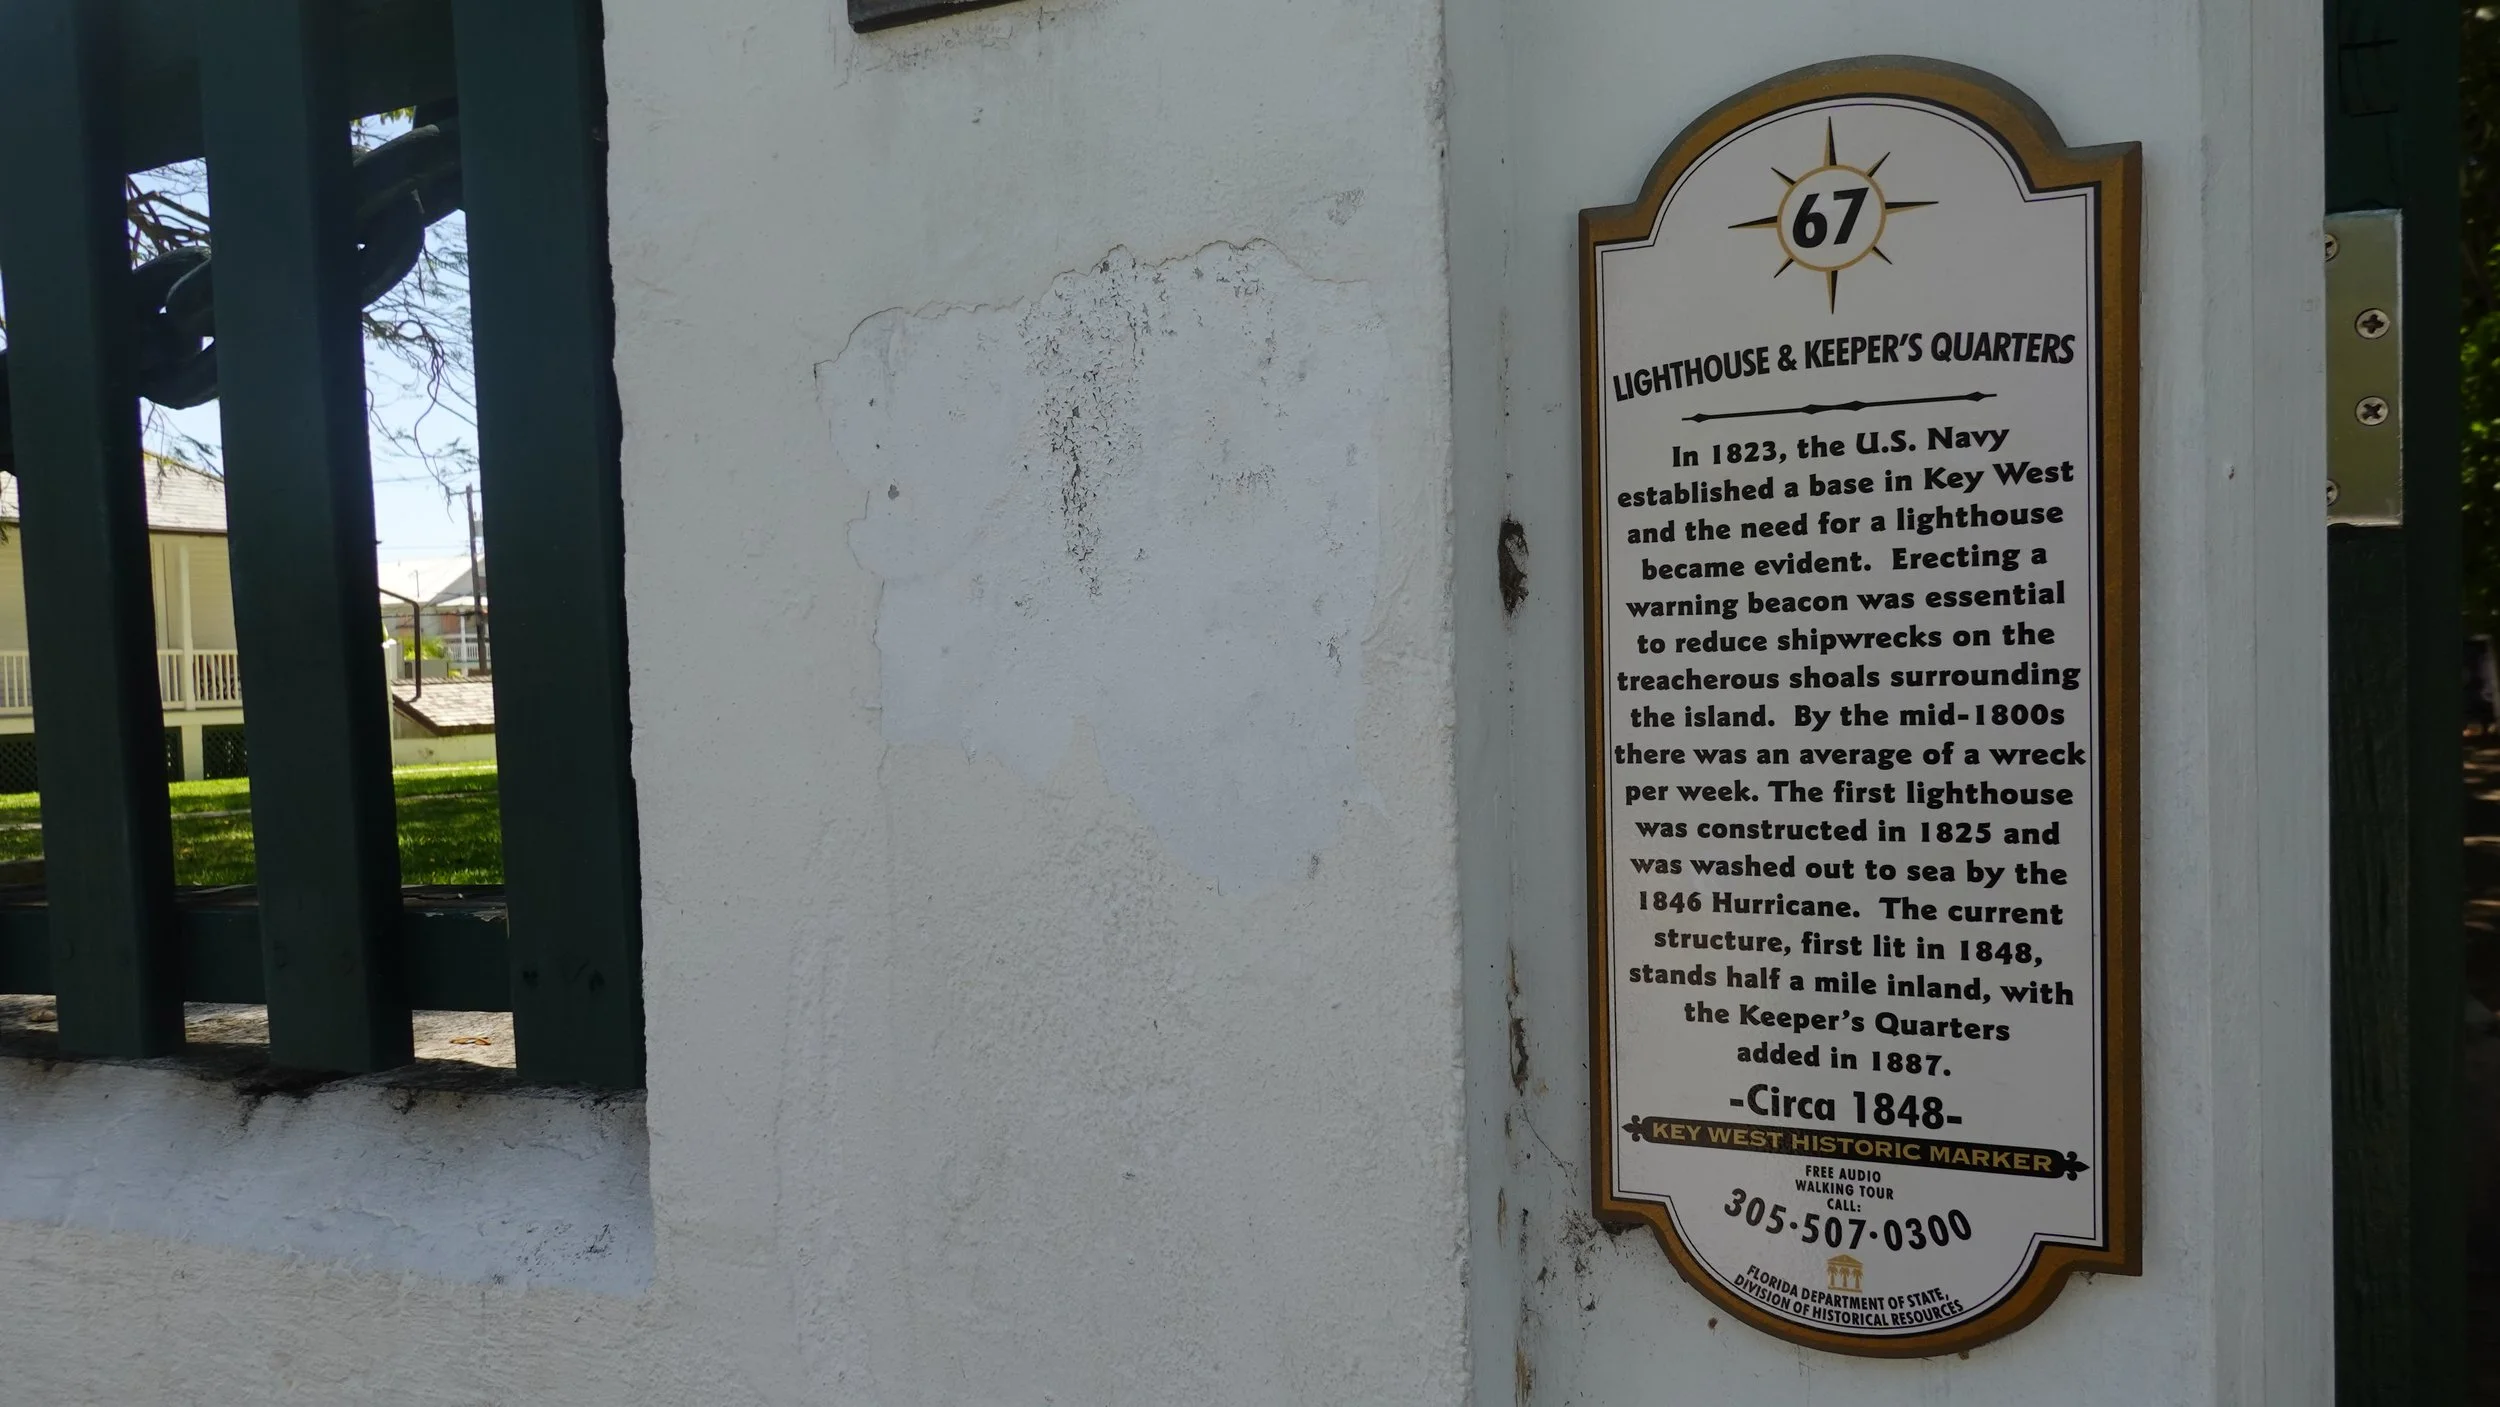 67
LIGHTHOUSE & KEEPER'S QUARTERS
In 1823, the U.S. Navy
established a base in Key West
and the need for a lighthouse
became evident. Erecting a
warning beacon was essential
to reduce shipwrecks on the
treacherous shoals surrounding
the island. By the mid-1800s
there was an average of a wreck
per week. The first lighthouse
was constructed in 1825 and
was washed out to sea by the
1846 Hurricane. The current
structure, first lit in 1848,
stands half a mile inland, with
the Keeper's Quarters
added in 1887.
-Circa 1848-
KEY WEST HISTORIC MARKER
FREE AUDIO
WALKING TOUR
CALL:
305·507·0300
FLORIDA DEPARTMENT OF STATE,
DIVISION OF HISTORICAL RESOURCES